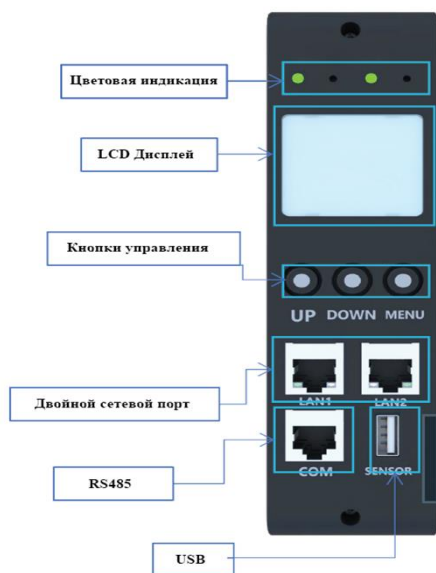 Цветовая индикация
LCD Дисплей
Кнопки управления
UP DOWN MENU
Двойной сетевой порт
LAN1 LAN2
RS485
COM SENSOR
USB